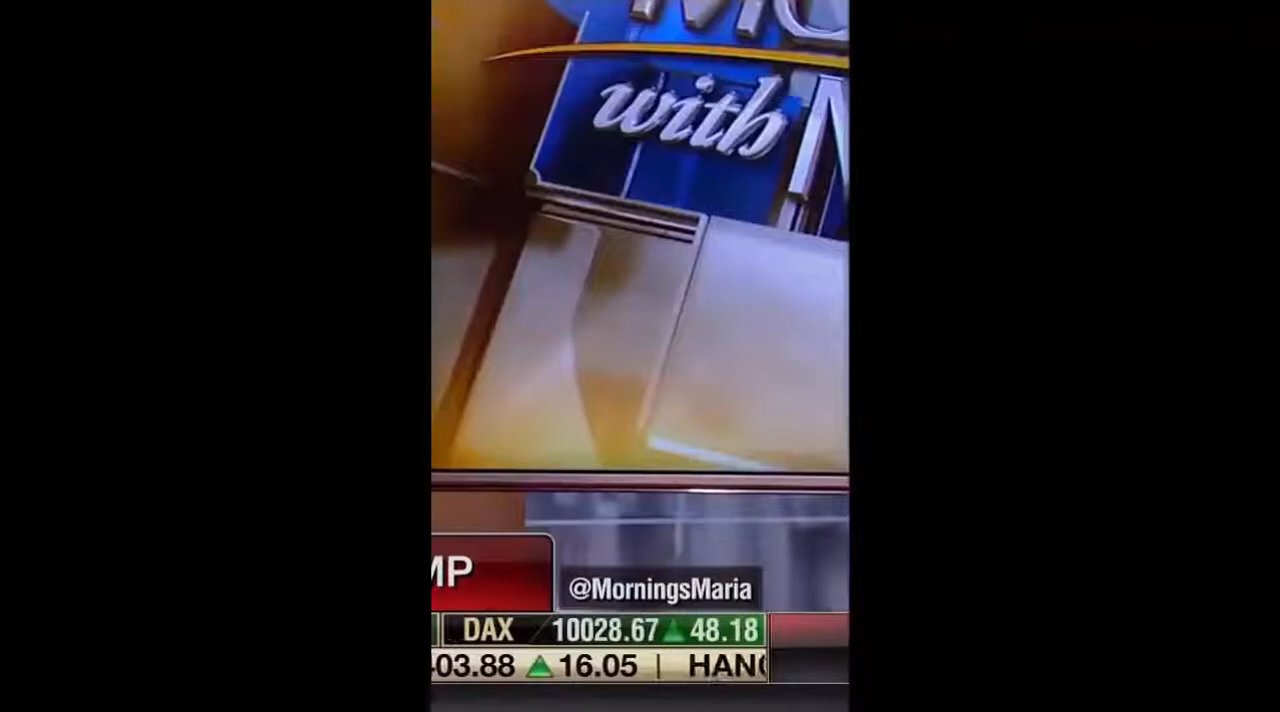 with
MP
@MorningsMaria
DAX 10028.67 ▲ 48.18
03.88 ▲ 16.05 | HANG